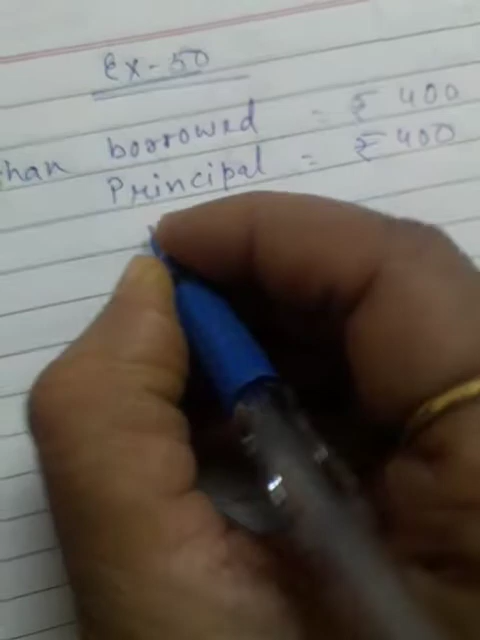 Ex - 50
han borrowed = ₹ 400
Principal = ₹ 400